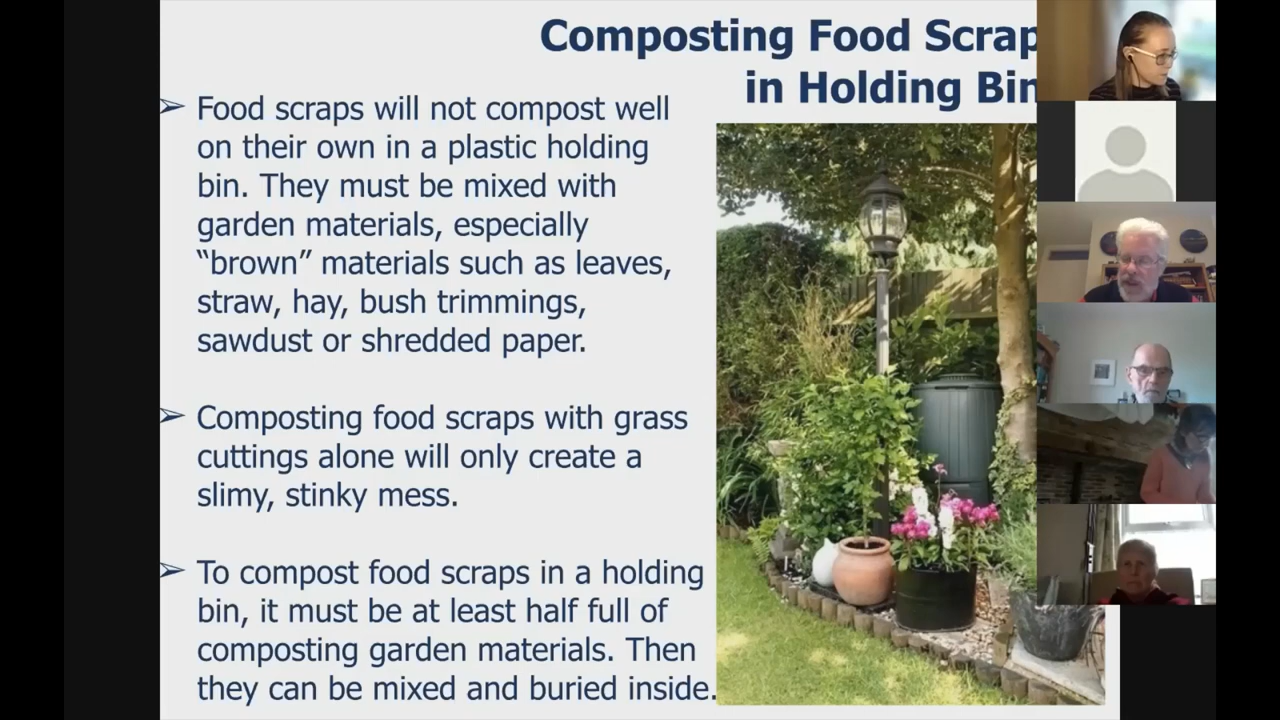 Composting Food Scrap
in Holding Bin
➢ Food scraps will not compost well
on their own in a plastic holding
bin. They must be mixed with
garden materials, especially
“brown” materials such as leaves,
straw, hay, bush trimmings,
sawdust or shredded paper.
➢ Composting food scraps with grass
cuttings alone will only create a
slimy, stinky mess.
➢ To compost food scraps in a holding
bin, it must be at least half full of
composting garden materials. Then
they can be mixed and buried inside.